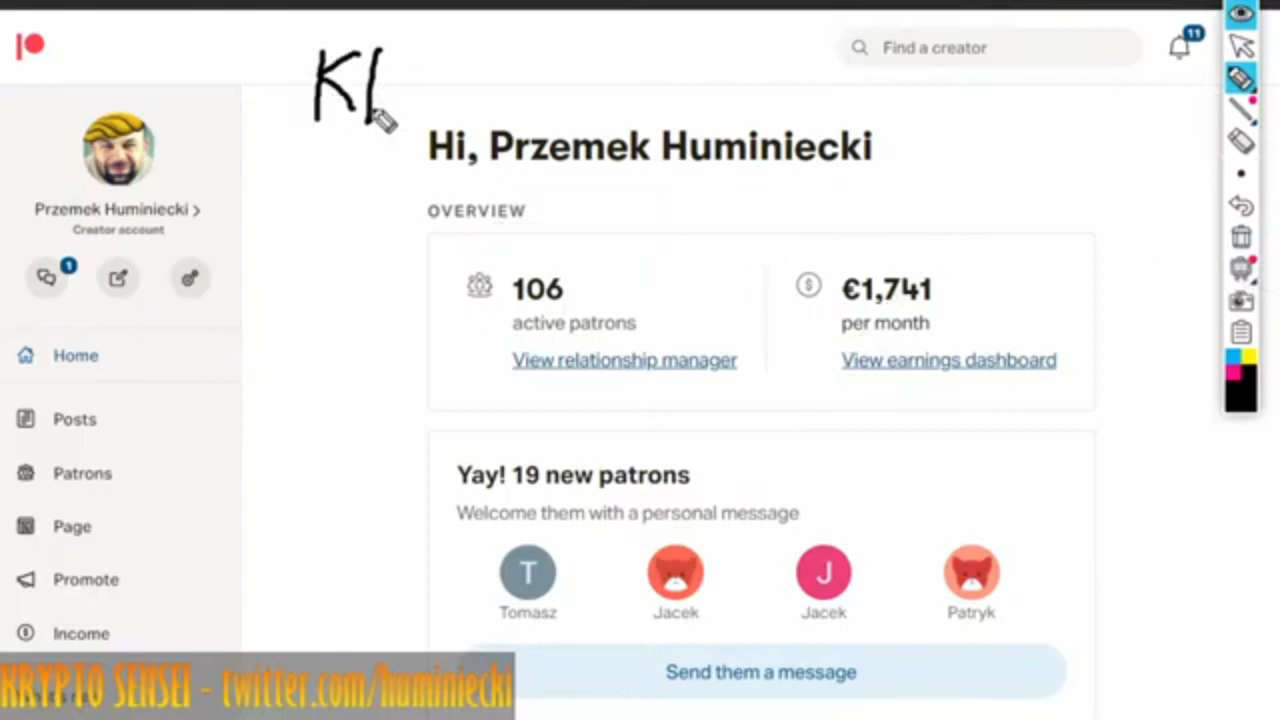 KI
Find a creator
11
Hi, Przemek Huminiecki
Przemek Huminiecki >
Creator account
1
OVERVIEW
106
active patrons
View relationship manager
€1,741
per month
View earnings dashboard
Home
Posts
Patrons
Page
Promote
Income
Yay! 19 new patrons
Welcome them with a personal message
T
J
Tomasz
Jacek
Jacek
Patryk
Send them a message
KRYPTO SENSEI - twitter.com/huminiecki